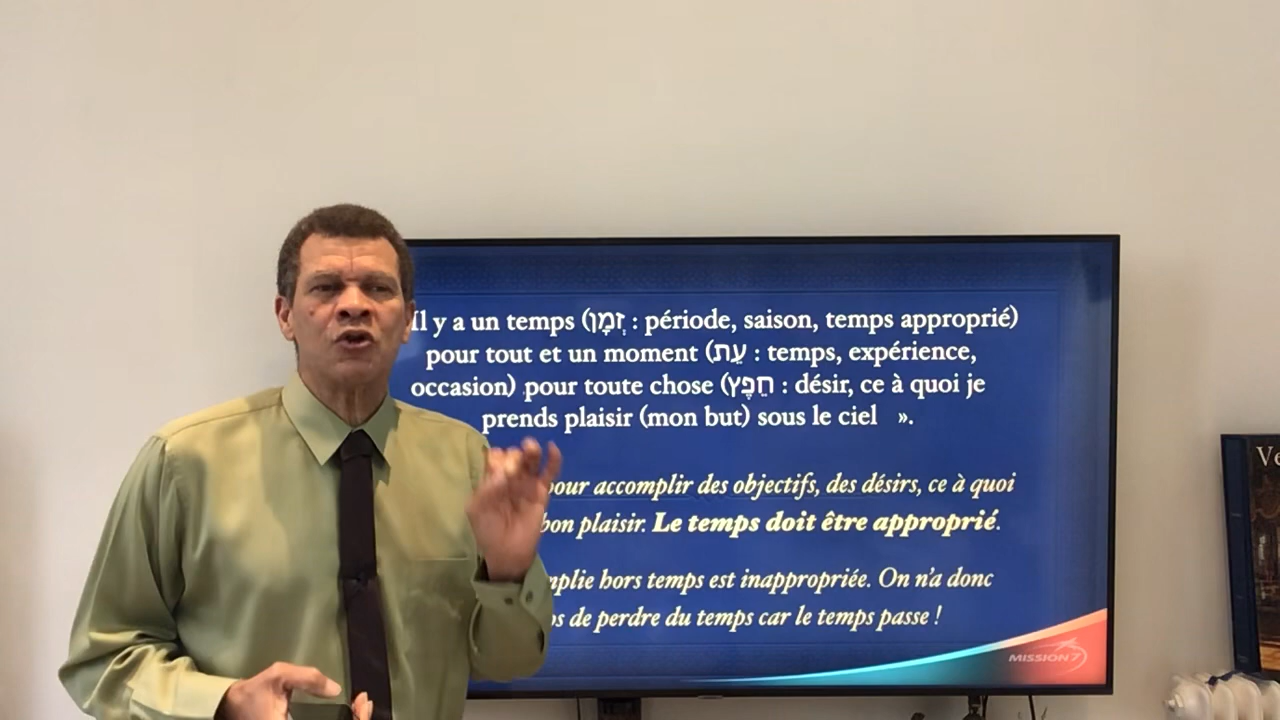 Il y a un temps (זְמָן : période, saison, temps approprié)
pour tout et un moment (עֵת : temps, expérience,
occasion) pour toute chose (חֵפֶץ : désir, ce à quoi je
prends plaisir (mon but) sous le ciel ».
pour accomplir des objectifs, des désirs, ce à quoi
bon plaisir. Le temps doit être approprié.
hors temps est inappropriée. On n'a donc
de perdre du temps car le temps passe !
MISSION 7